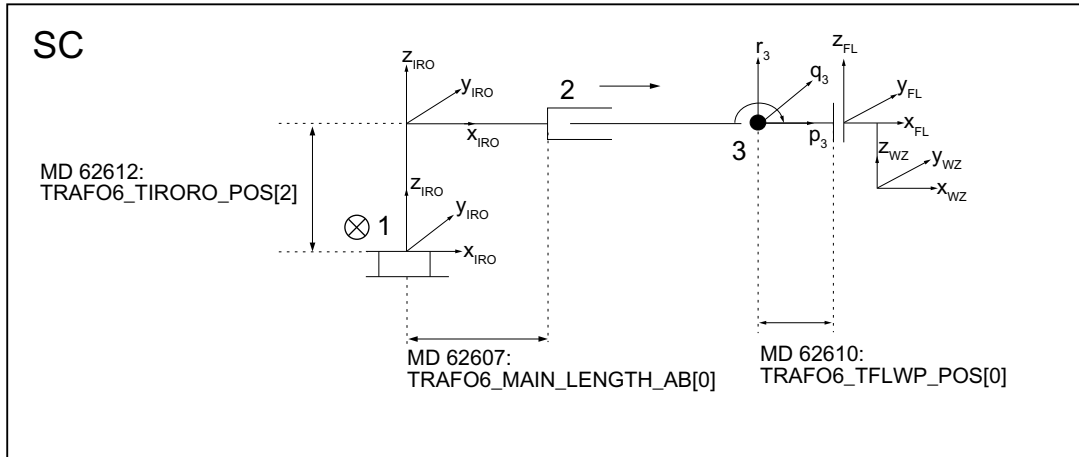 SC
z_IRO
y_IRO
x_IRO
2
r_3
q_3
p_3
3
z_FL
y_FL
x_FL
z_WZ
y_WZ
x_WZ
MD 62612:
TRAFO6_TIRORO_POS[2]
z_IRO
y_IRO
x_IRO
1
MD 62607:
TRAFO6_MAIN_LENGTH_AB[0]
MD 62610:
TRAFO6_TFLWP_POS[0]